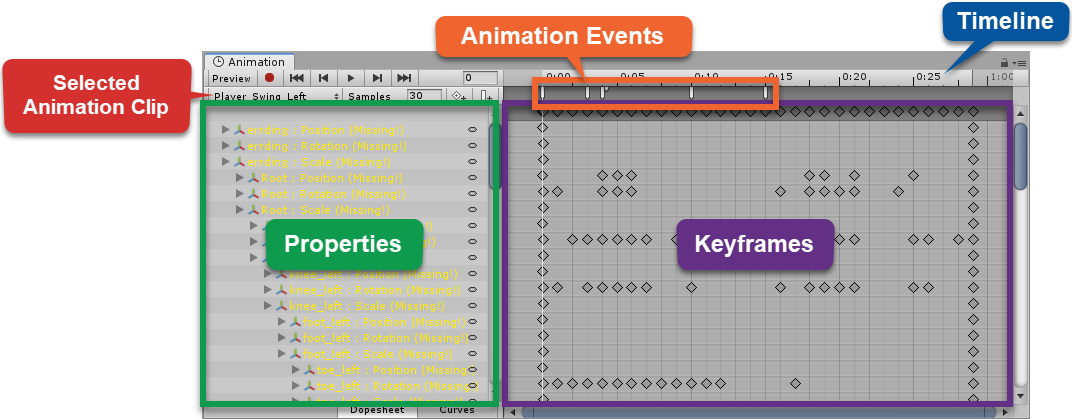 Animation Events
Timeline
Selected
Animation Clip
Animation
Preview
0
0:00
0:05
0:10
0:15
0:20
0:25
1:00
Player_Swing_Left
Samples
30
errding : Position (Missing!)
errding : Rotation (Missing!)
errding : Scale (Missing!)
Root : Position (Missing!)
Root : Rotation (Missing!)
Root : Scale (Missing!)
Properties
Keyframes
knee_left : Position (Missing!)
knee_left : Rotation (Missing!)
knee_left : Scale (Missing!)
foot_left : Position (Missing!)
foot_left : Rotation (Missing!)
foot_left : Scale (Missing!)
toe_left : Position (Missing!)
toe_left : Rotation (Missing!)
Dopesheet
Curves